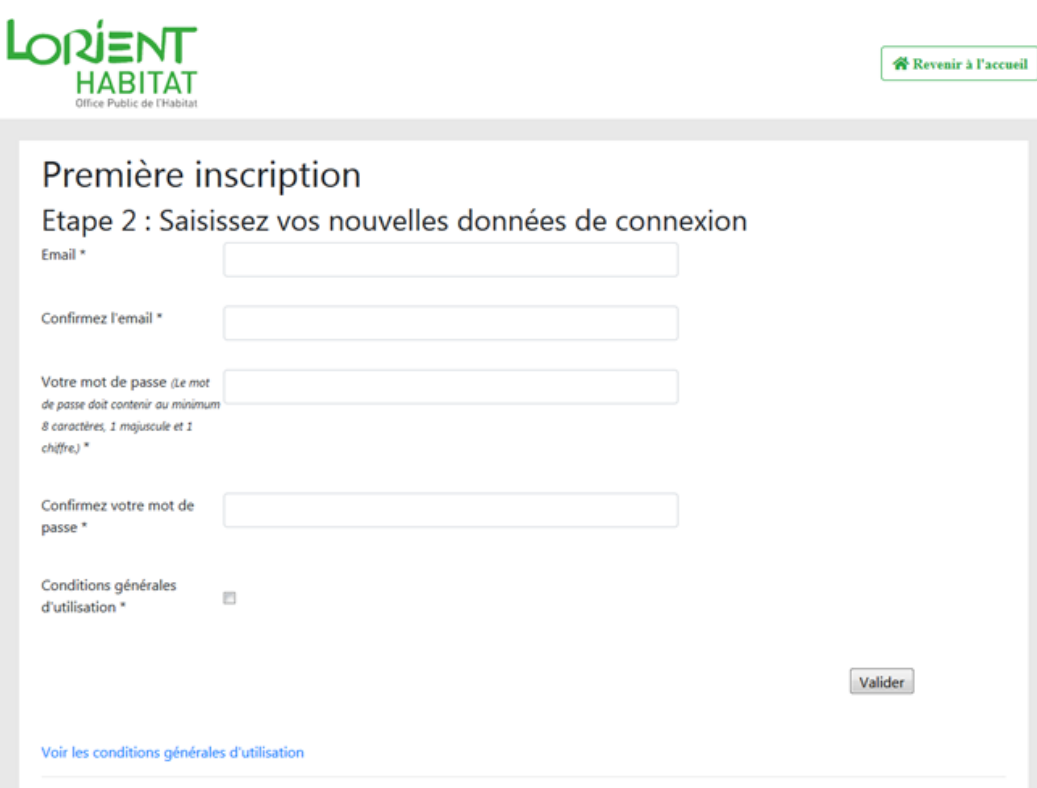 LORIENT
HABITAT
Office Public de l'Habitat
Revenir à l'accueil
Première inscription
Etape 2 : Saisissez vos nouvelles données de connexion
Email *
Confirmez l'email *
Votre mot de passe (Le mot
de passe doit contenir au minimum
8 caractères, 1 majuscule et 1
chiffre.) *
Confirmez votre mot de
passe *
Conditions générales
d'utilisation *
Valider
Voir les conditions générales d'utilisation